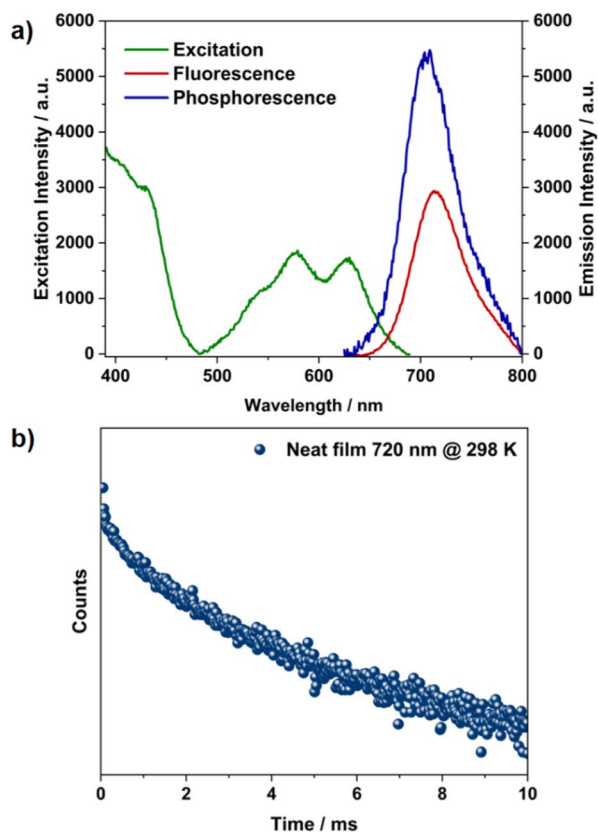 a)
Excitation
Fluorescence
Phosphorescence
Excitation Intensity / a.u.
6000
5000
4000
3000
2000
1000
0
Emission Intensity / a.u.
6000
5000
4000
3000
2000
1000
0
400 500 600 700 800
Wavelength / nm
b)
Neat film 720 nm @ 298 K
Counts
0 2 4 6 8 10
Time / ms